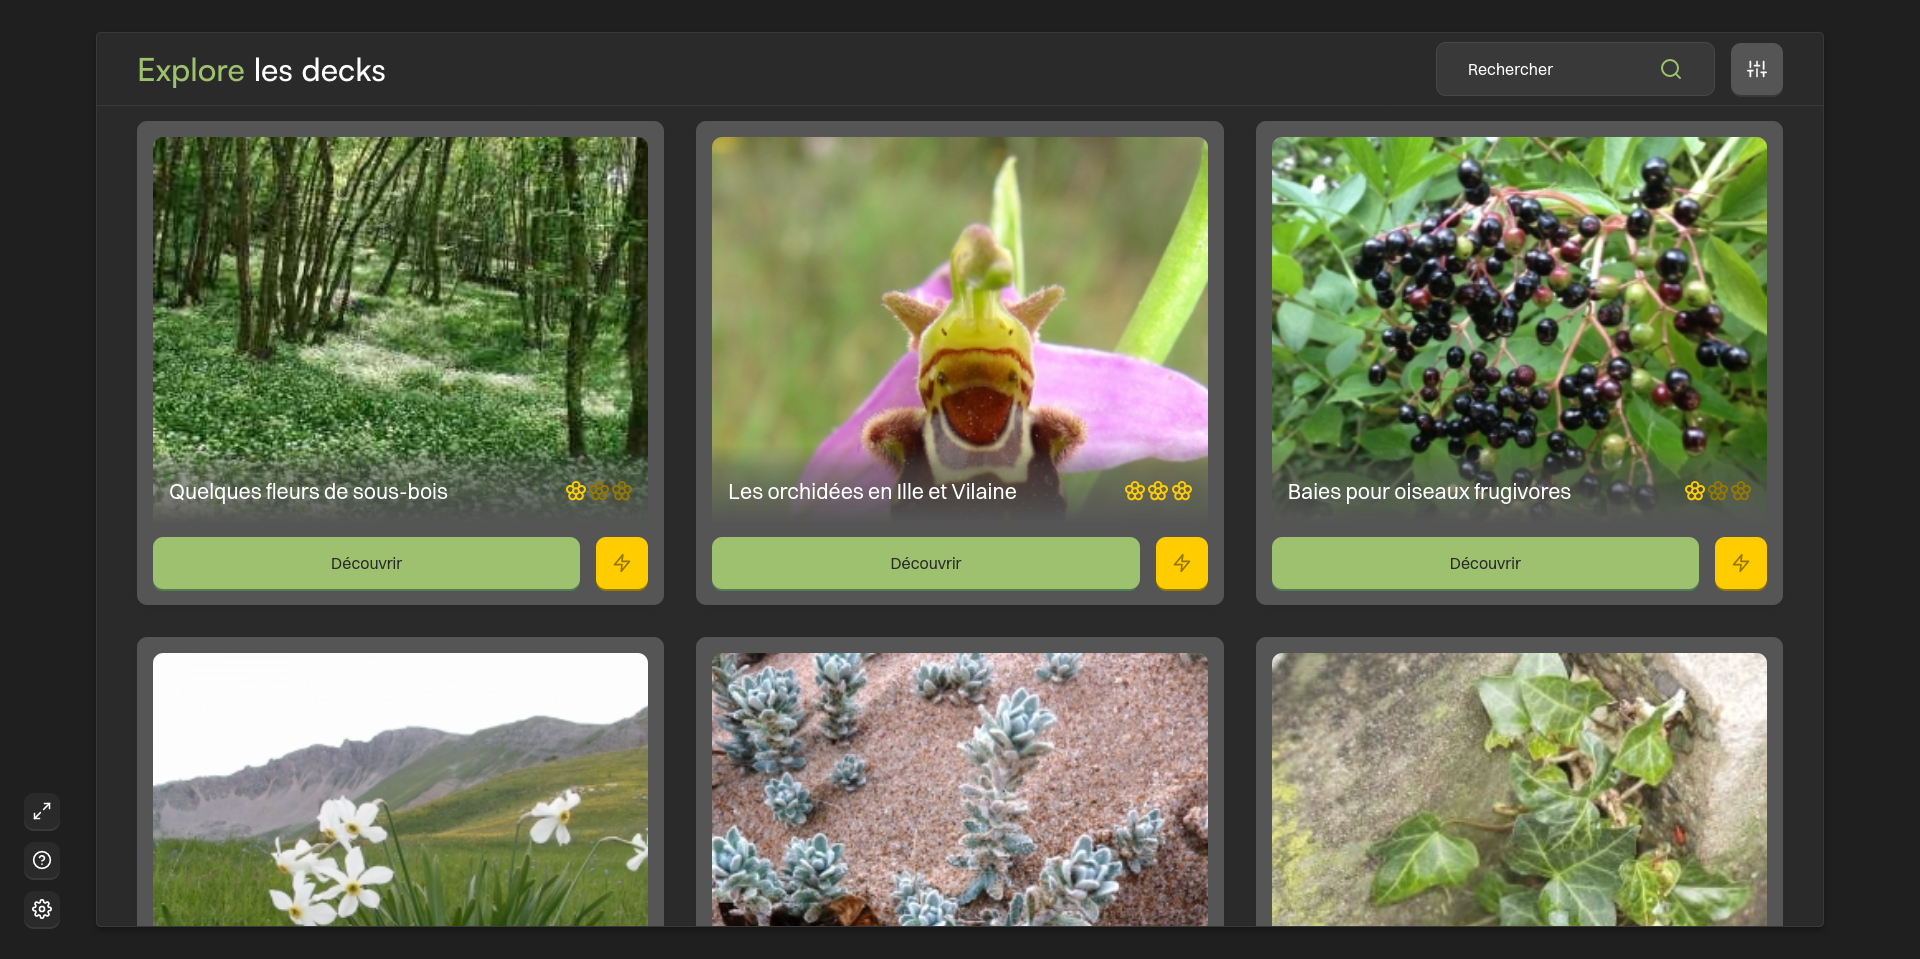 Explore les decks
Rechercher
Quelques fleurs de sous-bois
Les orchidées en Ille et Vilaine
Baies pour oiseaux frugivores
Découvrir
Découvrir
Découvrir